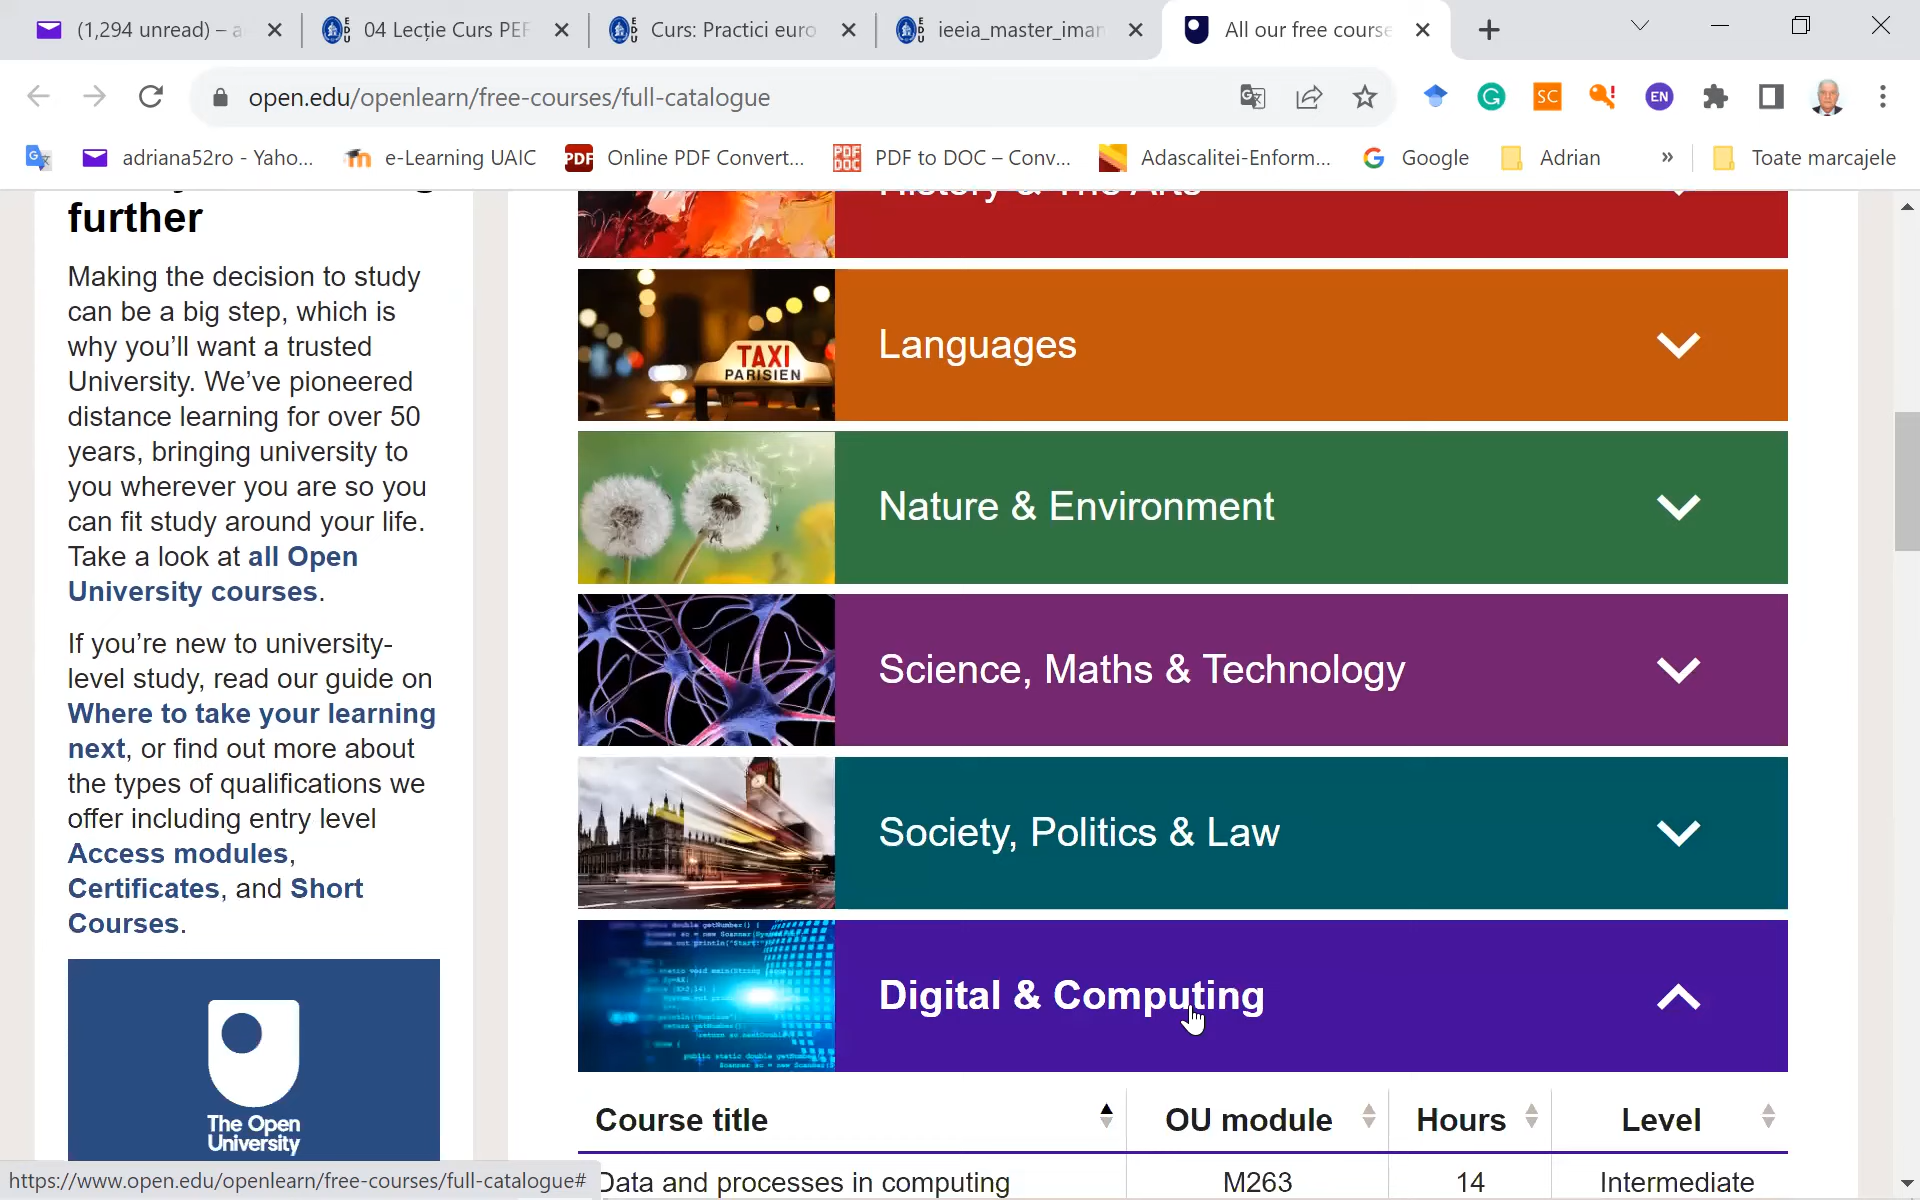 (1,294 unread) – a
04 Lecție Curs PEF
Curs: Practici euro
ieeia_master_imar
All our free course
open.edu/openlearn/free-courses/full-catalogue
SC
EN
adriana52ro - Yaho...
e-Learning UAIC
PDF
Online PDF Convert...
PDF DOC
PDF to DOC – Conv...
Adascalitei-Enform...
Google
Adrian
»
Toate marcajele
further
Making the decision to study
can be a big step, which is
why you’ll want a trusted
University. We’ve pioneered
distance learning for over 50
years, bringing university to
you wherever you are so you
can fit study around your life.
Take a look at all Open
University courses.
If you’re new to university-
level study, read our guide on
Where to take your learning
next, or find out more about
the types of qualifications we
offer including entry level
Access modules,
Certificates, and Short
Courses.
The Open
University
History & The Arts
TAXI
PARISIEN
Languages
Nature & Environment
Science, Maths & Technology
Society, Politics & Law
Digital & Computing
Course title OU module Hours Level
Data and processes in computing M263 14 Intermediate
https://www.open.edu/openlearn/free-courses/full-catalogue#